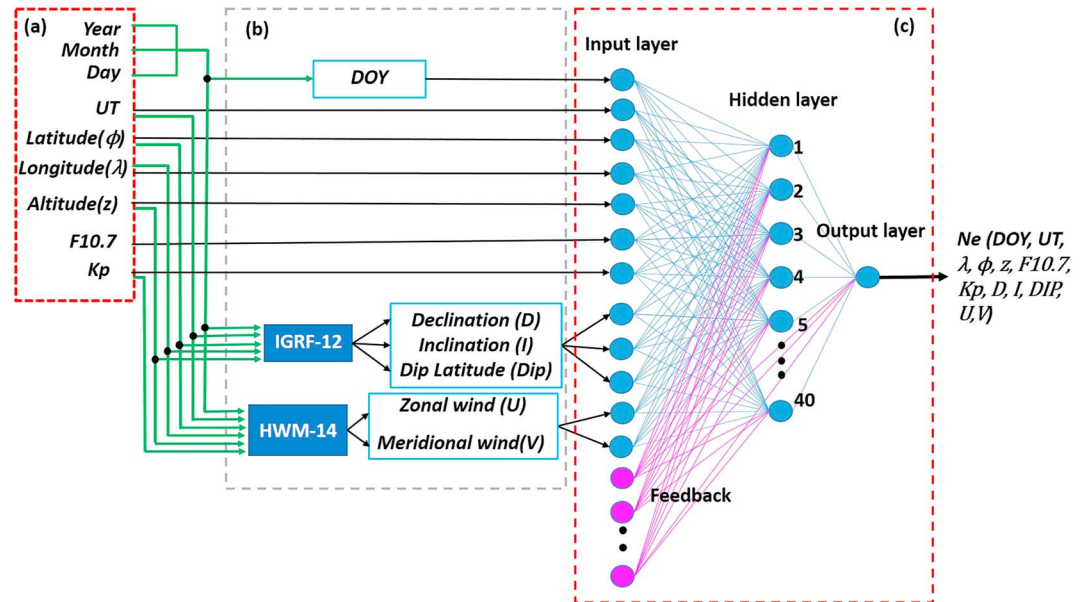 (a)
Year
Month
Day
UT
Latitude(ϕ)
Longitude(λ)
Altitude(z)
F10.7
Kp
(b)
DOY
IGRF-12
Declination (D)
Inclination (I)
Dip Latitude (Dip)
HWM-14
Zonal wind (U)
Meridional wind(V)
(c)
Input layer
Hidden layer
1
2
3
4
5
40
Output layer
Feedback
Ne (DOY, UT,
λ, ϕ, z, F10.7,
Kp, D, I, DIP,
U,V)